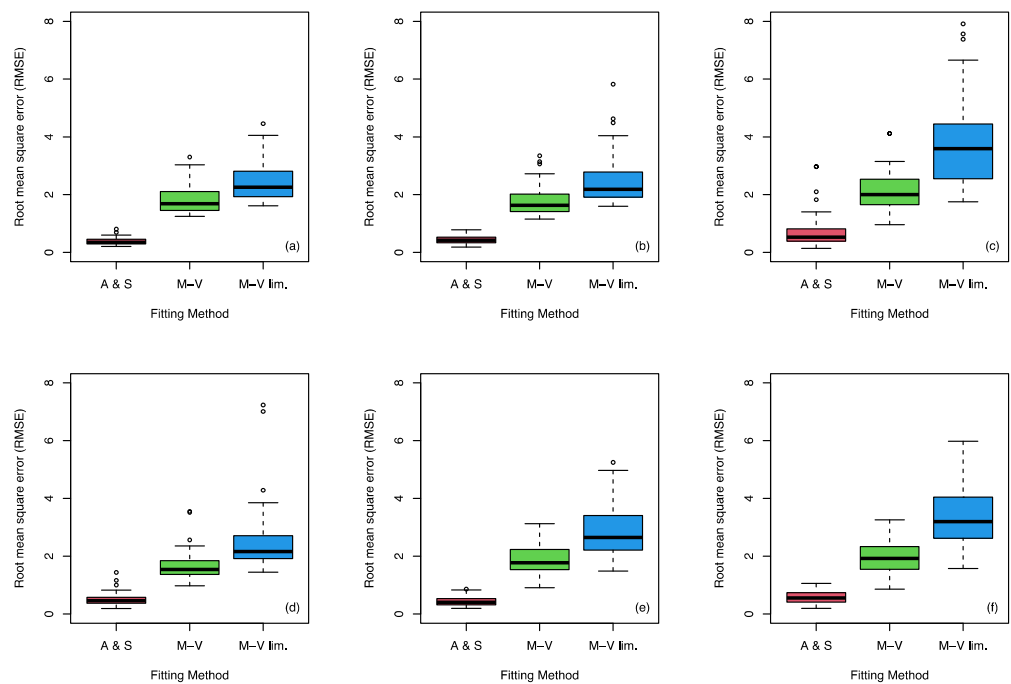 Root mean square error (RMSE)
8
6
4
2
0
(a)
A & S
M−V
M−V lim.
Fitting Method
Root mean square error (RMSE)
8
6
4
2
0
(b)
A & S
M−V
M−V lim.
Fitting Method
Root mean square error (RMSE)
8
6
4
2
0
(c)
A & S
M−V
M−V lim.
Fitting Method
Root mean square error (RMSE)
8
6
4
2
0
(d)
A & S
M−V
M−V lim.
Fitting Method
Root mean square error (RMSE)
8
6
4
2
0
(e)
A & S
M−V
M−V lim.
Fitting Method
Root mean square error (RMSE)
8
6
4
2
0
(f)
A & S
M−V
M−V lim.
Fitting Method